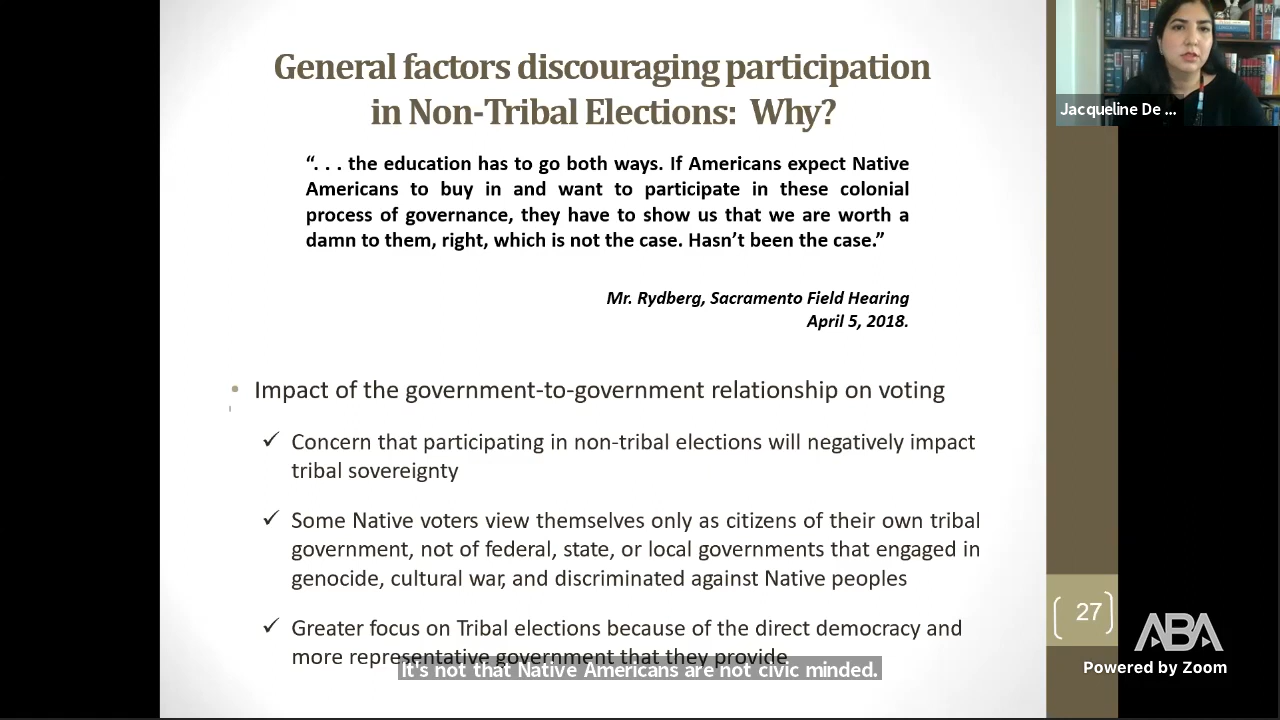 General factors discouraging participation
in Non-Tribal Elections: Why?
“. . . the education has to go both ways. If Americans expect Native
Americans to buy in and want to participate in these colonial
process of governance, they have to show us that we are worth a
damn to them, right, which is not the case. Hasn’t been the case.”
Mr. Rydberg, Sacramento Field Hearing
April 5, 2018.
• Impact of the government-to-government relationship on voting
✓ Concern that participating in non-tribal elections will negatively impact
tribal sovereignty
✓ Some Native voters view themselves only as citizens of their own tribal
government, not of federal, state, or local governments that engaged in
genocide, cultural war, and discriminated against Native peoples
✓ Greater focus on Tribal elections because of the direct democracy and
more representative government that they provide
It's not that Native Americans are not civic minded.
Jacqueline De ...
27
ABA
Powered by Zoom